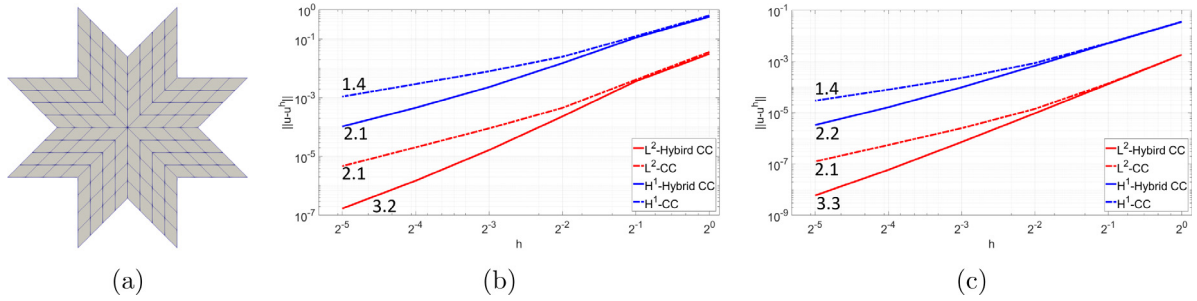 10^0
10^-3
10^-5
10^-7
||u-u^h||
1.4
2.1
2.1
3.2
L^2-Hybird CC
L^2-CC
H^1-Hybrid CC
H^1-CC
2^-5 2^-4 2^-3 2^-2 2^-1 2^0
h
10^-1
10^-3
10^-5
10^-7
10^-9
||u-u^h||
1.4
2.2
2.1
3.3
L^2-Hybird CC
L^2-CC
H^1-Hybrid CC
H^1-CC
2^-5 2^-4 2^-3 2^-2 2^-1 2^0
h
(a) (b) (c)